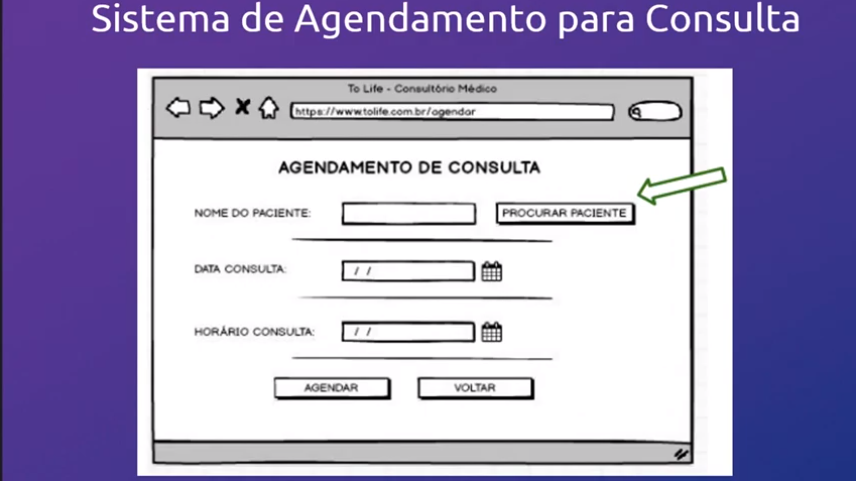 Sistema de Agendamento para Consulta
To Life - Consultório Médico
https://www.tolife.com.br/agendar
AGENDAMENTO DE CONSULTA
NOME DO PACIENTE: PROCURAR PACIENTE
DATA CONSULTA: / /
HORÁRIO CONSULTA: / /
AGENDAR VOLTAR